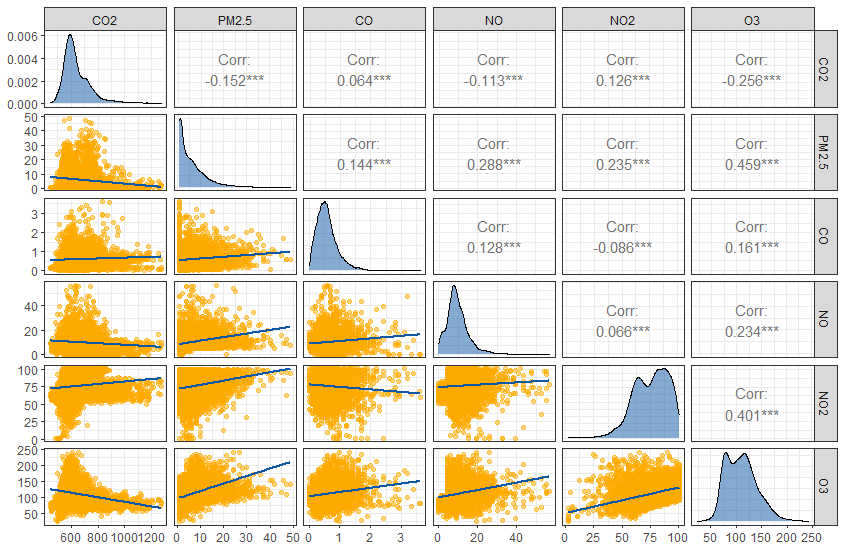 CO2 PM2.5 CO NO NO2 O3
0.006
0.004
0.002
0.000
Corr:
-0.152***
Corr:
0.064***
Corr:
-0.113***
Corr:
0.126***
Corr:
-0.256***
CO2
50
40
30
20
10
0
Corr:
0.144***
Corr:
0.288***
Corr:
0.235***
Corr:
0.459***
PM2.5
3
2
1
0
Corr:
0.128***
Corr:
-0.086***
Corr:
0.161***
CO
40
20
0
Corr:
0.066***
Corr:
0.234***
NO
100
75
50
25
0
Corr:
0.401***
NO2
250
200
150
100
50
O3
600 800 1000 1200
0 10 20 30 40 50
0 1 2 3
0 20 40
0 25 50 75 100
50 100 150 200 250